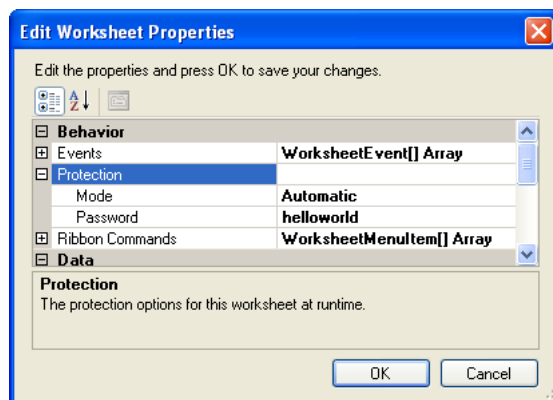 Edit Worksheet Properties
Edit the properties and press OK to save your changes.
Behavior
Events WorksheetEvent[] Array
Protection
Mode Automatic
Password helloworld
Ribbon Commands WorksheetMenuItem[] Array
Data
Protection
The protection options for this worksheet at runtime.
OK Cancel